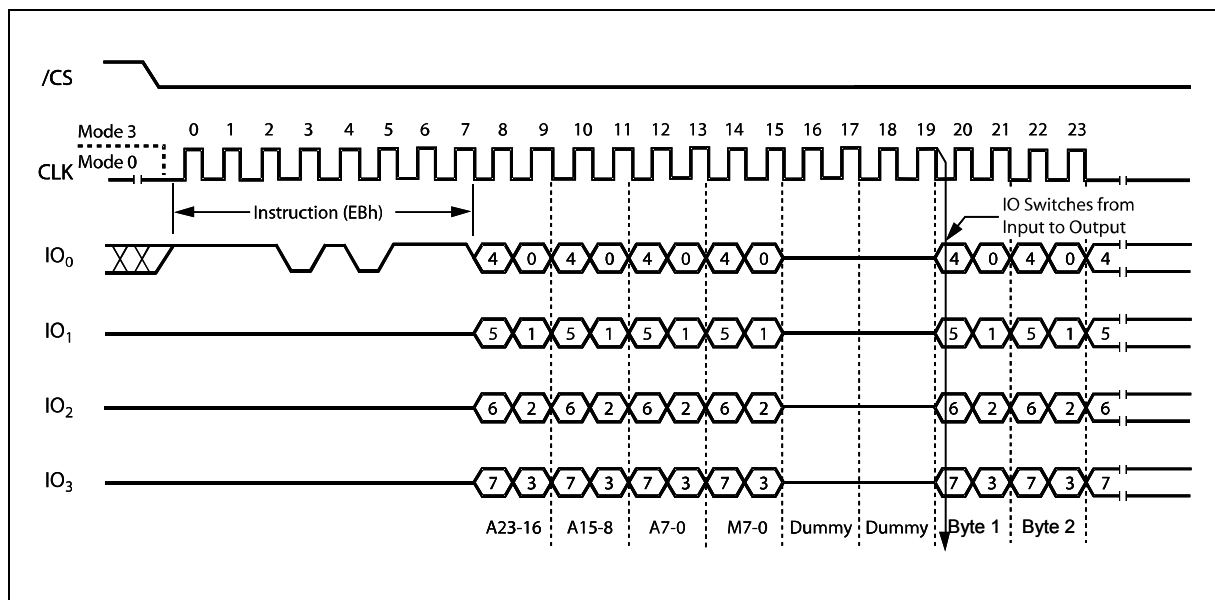 /CS
Mode 3
0 1 2 3 4 5 6 7 8 9 10 11 12 13 14 15 16 17 18 19 20 21 22 23
Mode 0
CLK
Instruction (EBh)
IO Switches from
Input to Output
IO0
4 0 4 0 4 0 4 0 4 0 4 0 4
IO1
5 1 5 1 5 1 5 1 5 1 5 1 5
IO2
6 2 6 2 6 2 6 2 6 2 6 2 6
IO3
7 3 7 3 7 3 7 3 7 3 7 3 7
A23-16 A15-8 A7-0 M7-0 Dummy Dummy Byte 1 Byte 2